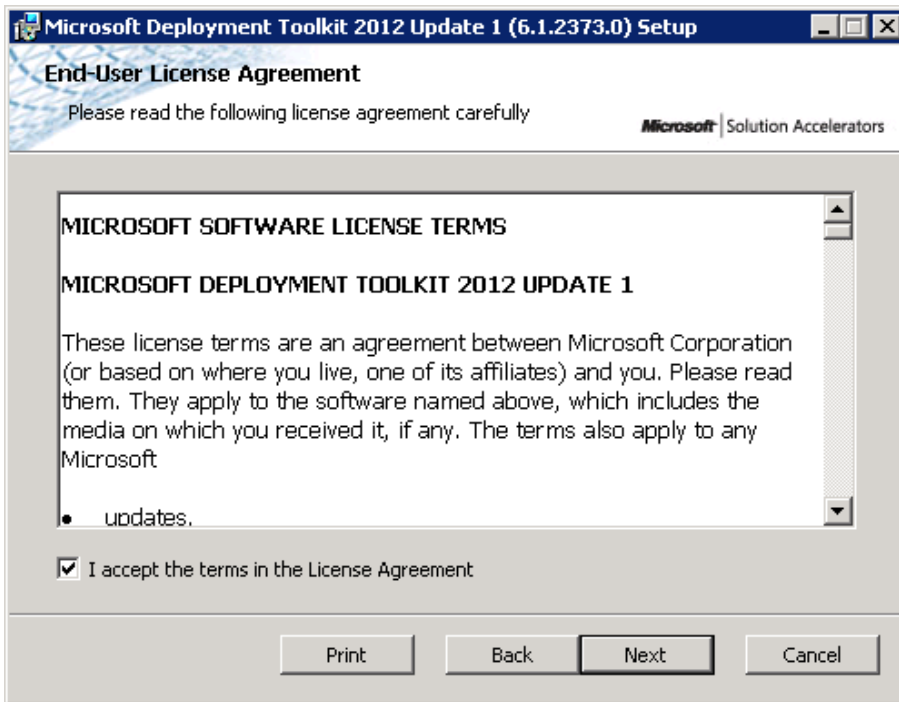 Microsoft Deployment Toolkit 2012 Update 1 (6.1.2373.0) Setup
End-User License Agreement
Please read the following license agreement carefully
Microsoft Solution Accelerators
MICROSOFT SOFTWARE LICENSE TERMS
MICROSOFT DEPLOYMENT TOOLKIT 2012 UPDATE 1
These license terms are an agreement between Microsoft Corporation
(or based on where you live, one of its affiliates) and you. Please read
them. They apply to the software named above, which includes the
media on which you received it, if any. The terms also apply to any
Microsoft
• updates,
I accept the terms in the License Agreement
Print Back Next Cancel